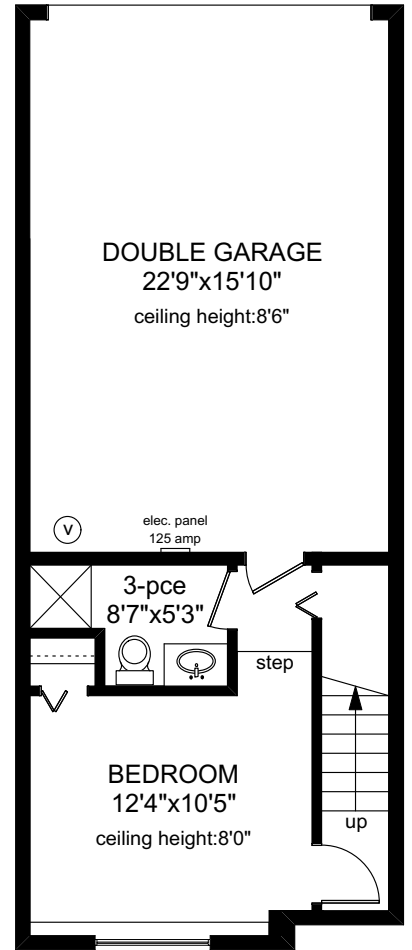 DOUBLE GARAGE
22'9"x15'10"
ceiling height:8'6"
V
elec. panel
125 amp
3-pce
8'7"x5'3"
step
BEDROOM
12'4"x10'5"
ceiling height:8'0"
up